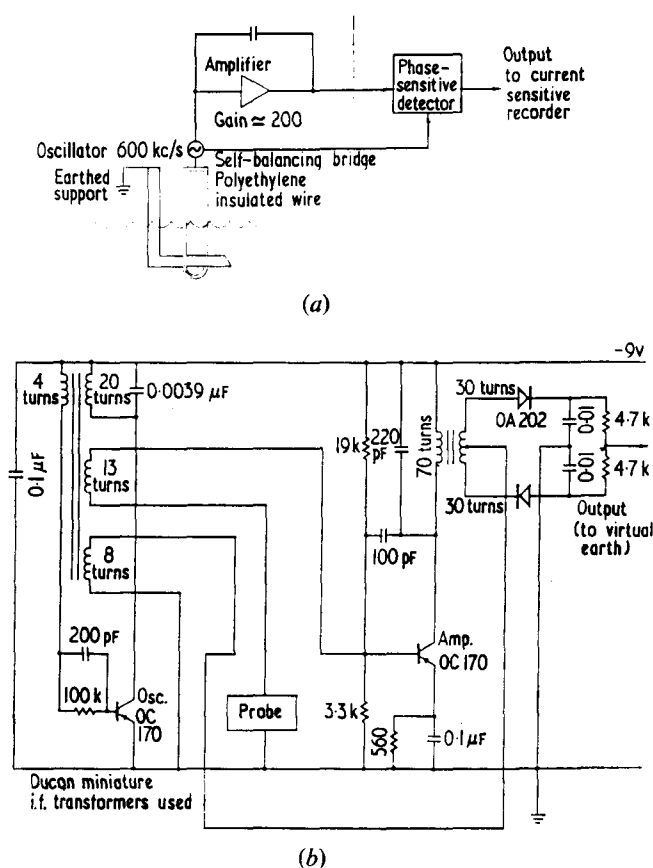 Amplifier
Gain ≃ 200
Phase-
sensitive
detector
Output
to current
sensitive
recorder
Oscillator 600 kc/s
Self-balancing bridge
Earthed
support
Polyethylene
insulated wire
(a)
-9v
4
turns
20
turns
0·0039 μF
0·1 μF
13
turns
8
turns
200 pF
100 k
Osc.
OC
170
Probe
19k
220
pF
70 turns
30 turns
OA 202
0·01
4·7 k
0·01
4·7 k
30 turns
Output
(to virtual
earth)
100 pF
Amp.
OC 170
3·3 k
560
0·1 μF
Ducon miniature
i.f. transformers used
(b)